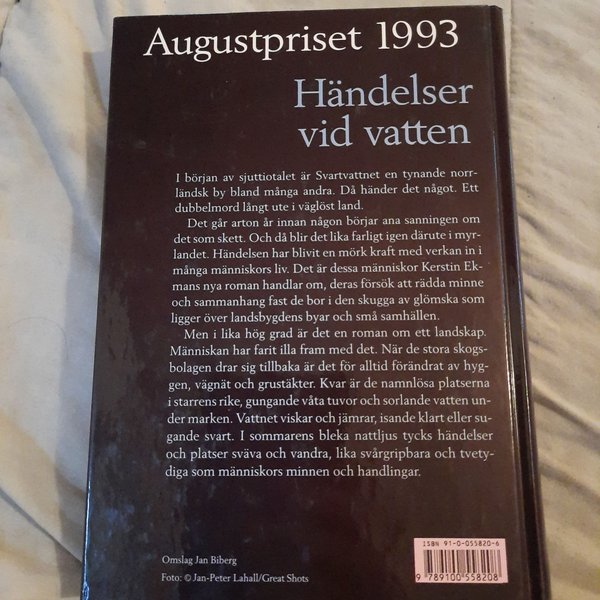 Augustpriset 1993
Händelser
vid vatten
I början av sjuttiotalet är Svartvattnet en tynande norr-
ländsk by bland många andra. Då händer det något. Ett
dubbelmord långt ute i väglöst land.
Det går arton år innan någon börjar ana sanningen om
det som skett. Och då blir det lika farligt igen därute i myr-
landet. Händelsen har blivit en mörk kraft med verkan in i
många människors liv. Det är dessa människor Kerstin Ek-
mans nya roman handlar om, deras försök att rädda minne
och sammanhang fast de bor i den skugga av glömska som
ligger över landsbygdens byar och små samhällen.
Men i lika hög grad är det en roman om ett landskap.
Människan har farit illa fram med det. När de stora skogs-
bolagen drar sig tillbaka är det för alltid förändrat av hyg-
gen, vägnät och grustäkter. Kvar är de namnlösa platserna
i starrens rike, gungande våta tuvor och sorlande vatten un-
der marken. Vattnet viskar och jämrar, isande klart eller su-
gande svart. I sommarens bleka nattljus tycks händelser
och platser sväva och vandra, lika svårgripbara och tvety-
diga som människors minnen och handlingar.
ISBN 91-0-055820-6
Omslag Jan Biberg
Foto: © Jan-Peter Lahall/Great Shots
9 789100 558208